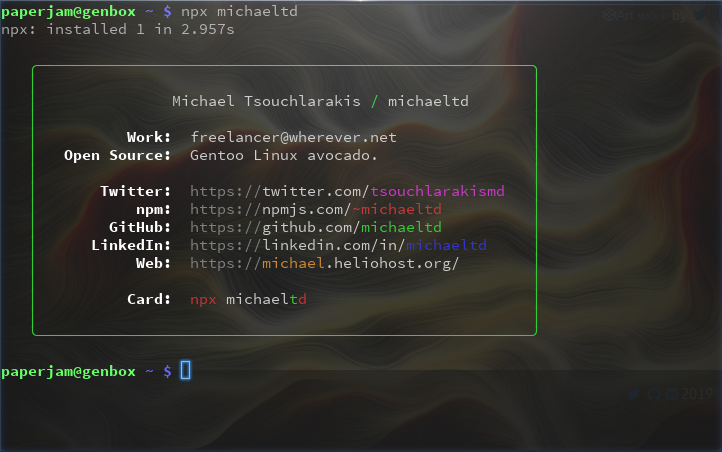 paperjam@genbox ~ $ npx michaeltd
npx: installed 1 in 2.957s
Michael Tsouchlarakis / michaeltd
Work: freelancer@wherever.net
Open Source: Gentoo Linux avocado.
Twitter: https://twitter.com/tsouchlarakismd
npm: https://npmjs.com/~michaeltd
GitHub: https://github.com/michaeltd
LinkedIn: https://linkedin.com/in/michaeltd
Web: https://michael.heliohost.org/
Card: npx michaeltd
paperjam@genbox ~ $
2019